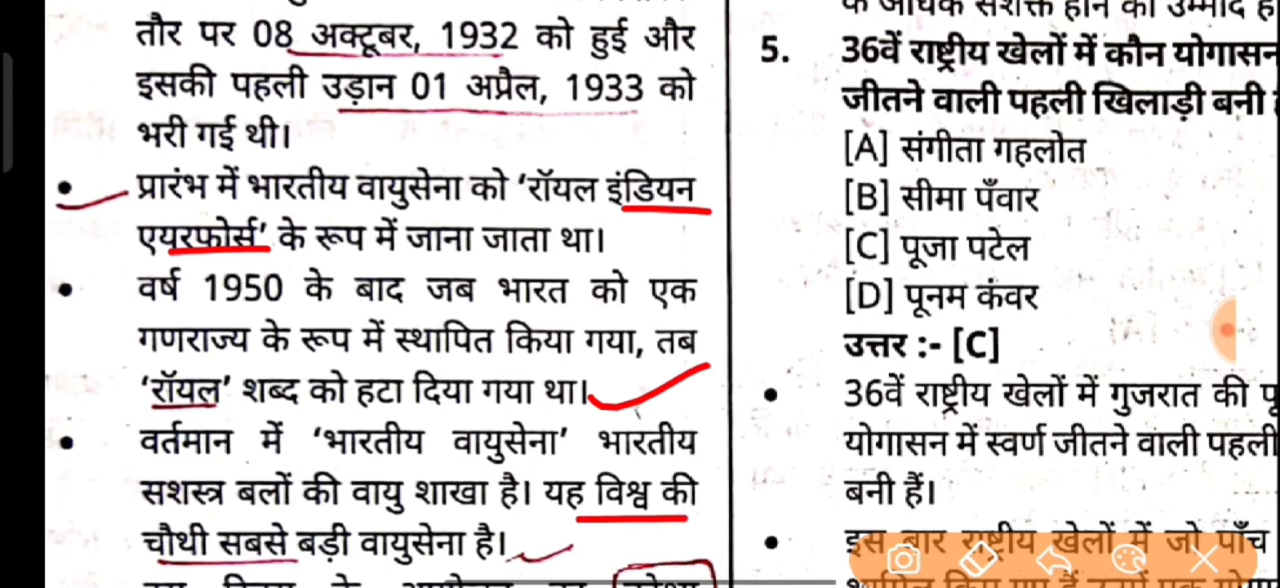 तौर पर 08 अक्टूबर, 1932 को हुई और
इसकी पहली उड़ान 01 अप्रैल, 1933 को
भरी गई थी।
• प्रारंभ में भारतीय वायुसेना को ‘रॉयल इंडियन
एयरफोर्स’ के रूप में जाना जाता था।
• वर्ष 1950 के बाद जब भारत को एक
गणराज्य के रूप में स्थापित किया गया, तब
‘रॉयल’ शब्द को हटा दिया गया था।
• वर्तमान में ‘भारतीय वायुसेना’ भारतीय
सशस्त्र बलों की वायु शाखा है। यह विश्व की
चौथी सबसे बड़ी वायुसेना है।
5. 36वें राष्ट्रीय खेलों में कौन योगासन
जीतने वाली पहली खिलाड़ी बनी
[A] संगीता गहलोत
[B] सीमा पँवार
[C] पूजा पटेल
[D] पूनम कंवर
उत्तर :- [C]
• 36वें राष्ट्रीय खेलों में गुजरात की
योगासन में स्वर्ण जीतने वाली पहली
बनी हैं।
• इस बार राष्ट्रीय खेलों में जो पाँच